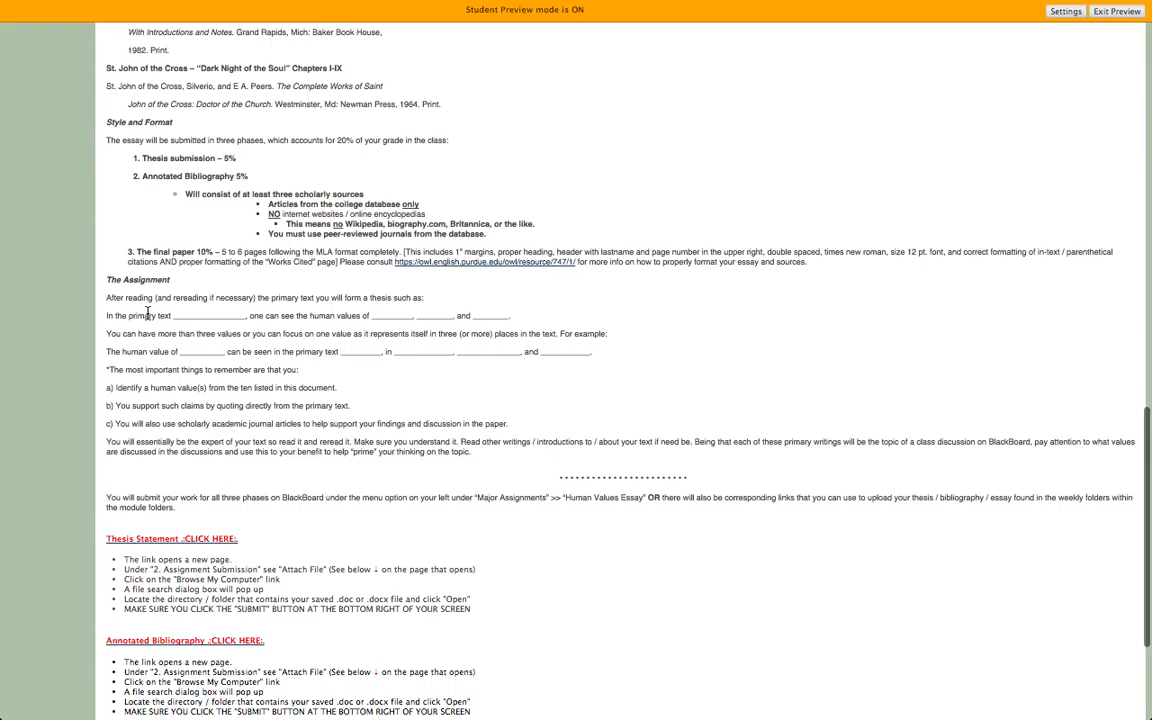 Student Preview mode is ON
Settings
Exit Preview
With Introductions and Notes. Grand Rapids, Mich: Baker Book House,
1982. Print.
St. John of the Cross – “Dark Night of the Soul” Chapters I-IX
St. John of the Cross, Silverio, and E A. Peers. The Complete Works of Saint
John of the Cross: Doctor of the Church. Westminster, Md: Newman Press, 1964. Print.
Style and Format
The essay will be submitted in three phases, which accounts for 20% of your grade in the class:
1. Thesis submission – 5%
2. Annotated Bibliography 5%
Will consist of at least three scholarly sources
Articles from the college database only
NO internet websites / online encyclopedias
This means no Wikipedia, biography.com, Britannica, or the like.
You must use peer-reviewed journals from the database.
3. The final paper 10% – 5 to 6 pages following the MLA format completely. [This includes 1" margins, proper heading, header with lastname and page number in the upper right, double spaced, times new roman, size 12 pt. font, and correct formatting of in-text / parenthetical
citations AND proper formatting of the “Works Cited” page] Please consult https://owl.english.purdue.edu/owl/resource/747/1/ for more info on how to properly format your essay and sources.
The Assignment
After reading (and rereading if necessary) the primary text you will form a thesis such as:
In the primary text _________________, one can see the human values of _________, ________, and ________.
You can have more than three values or you can focus on one value as it represents itself in three (or more) places in the text. For example:
The human value of __________ can be seen in the primary text _________, in _____________, ______________, and ___________.
*The most important things to remember are that you:
a) Identify a human value(s) from the ten listed in this document.
b) You support such claims by quoting directly from the primary text.
c) You will also use scholarly academic journal articles to help support your findings and discussion in the paper.
You will essentially be the expert of your text so read it and reread it. Make sure you understand it. Read other writings / introductions to / about your text if need be. Being that each of these primary writings will be the topic of a class discussion on BlackBoard, pay attention to what values
are discussed in the discussions and use this to your benefit to help “prime” your thinking on the topic.
* * * * * * * * * * * * * * * * * * * * * * * *
You will submit your work for all three phases on BlackBoard under the menu option on your left under “Major Assignments” >> “Human Values Essay” OR there will also be corresponding links that you can use to upload your thesis / bibliography / essay found in the weekly folders within
the module folders.
Thesis Statement .:CLICK HERE:.
The link opens a new page.
Under "2. Assignment Submission" see "Attach File" (See below ↓ on the page that opens)
Click on the "Browse My Computer" link
A file search dialog box will pop up
Locate the directory / folder that contains your saved .doc or .docx file and click "Open"
MAKE SURE YOU CLICK THE "SUBMIT" BUTTON AT THE BOTTOM RIGHT OF YOUR SCREEN
Annotated Bibliography .:CLICK HERE:.
The link opens a new page.
Under "2. Assignment Submission" see "Attach File" (See below ↓ on the page that opens)
Click on the "Browse My Computer" link
A file search dialog box will pop up
Locate the directory / folder that contains your saved .doc or .docx file and click "Open"
MAKE SURE YOU CLICK THE "SUBMIT" BUTTON AT THE BOTTOM RIGHT OF YOUR SCREEN